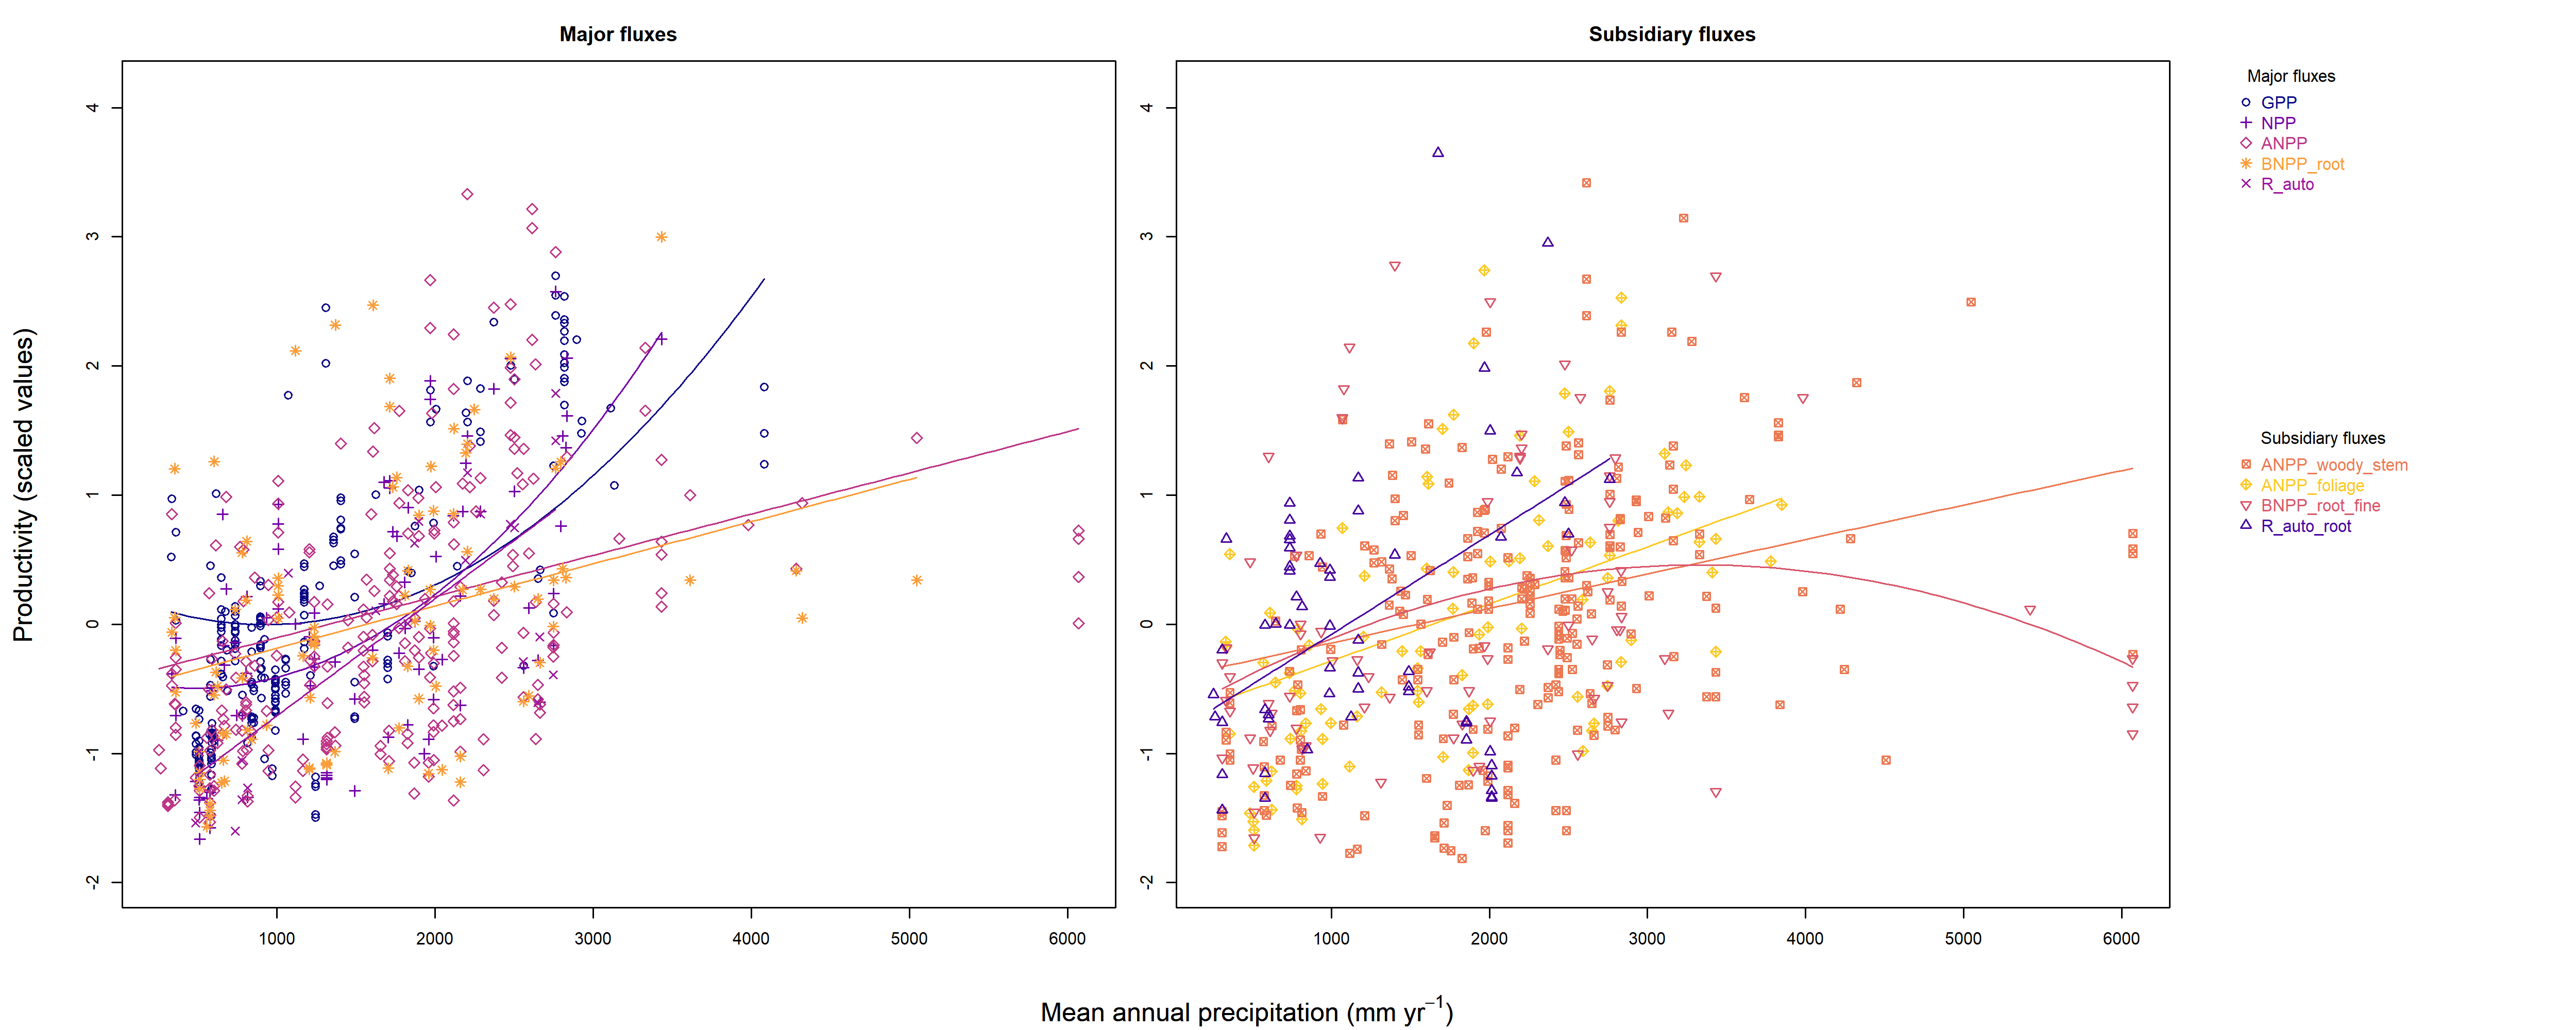 Major fluxes
Subsidiary fluxes
Productivity (scaled values)
4
3
2
1
0
-1
-2
1000 2000 3000 4000 5000 6000
4
3
2
1
0
-1
-2
1000 2000 3000 4000 5000 6000
Mean annual precipitation (mm yr⁻¹)
Major fluxes
GPP
NPP
ANPP
BNPP_root
R_auto
Subsidiary fluxes
ANPP_woody_stem
ANPP_foliage
BNPP_root_fine
R_auto_root